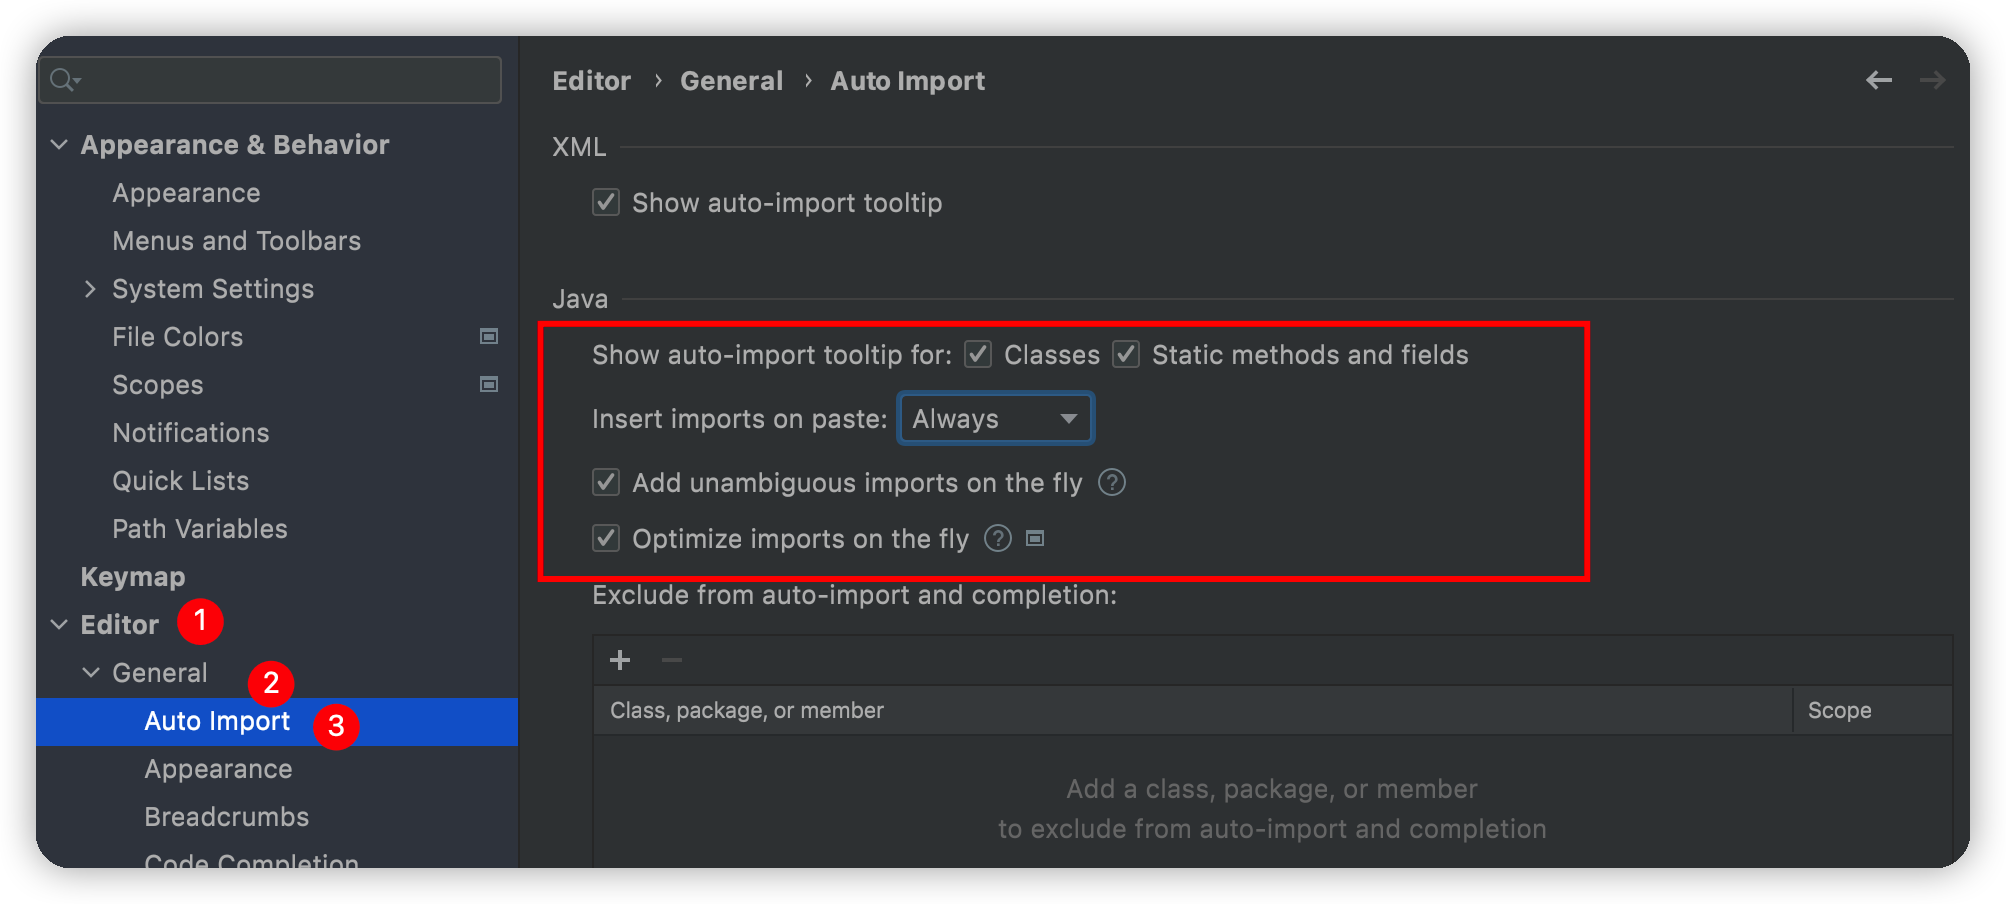 Appearance & Behavior
Appearance
Menus and Toolbars
System Settings
File Colors
Scopes
Notifications
Quick Lists
Path Variables
Keymap
Editor 1
General 2
Auto Import 3
Appearance
Breadcrumbs
Code Completion
Editor › General › Auto Import
XML
Show auto-import tooltip
Java
Show auto-import tooltip for: Classes Static methods and fields
Insert imports on paste: Always
Add unambiguous imports on the fly ?
Optimize imports on the fly ?
Exclude from auto-import and completion:
Class, package, or member Scope
Add a class, package, or member
to exclude from auto-import and completion